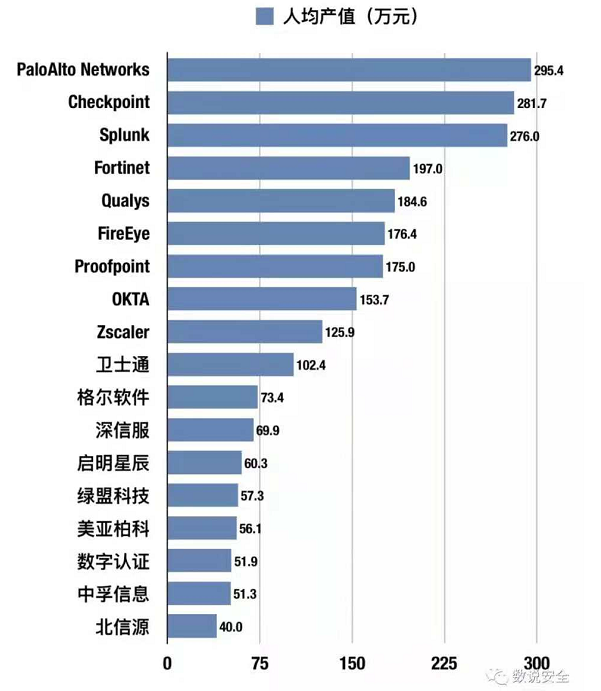 人均产值（万元）
PaloAlto Networks 295.4
Checkpoint 281.7
Splunk 276.0
Fortinet 197.0
Qualys 184.6
FireEye 176.4
Proofpoint 175.0
OKTA 153.7
Zscaler 125.9
卫士通 102.4
格尔软件 73.4
深信服 69.9
启明星辰 60.3
绿盟科技 57.3
美亚柏科 56.1
数字认证 51.9
中孚信息 51.3
北信源 40.0
0 75 150 225 300
数说安全